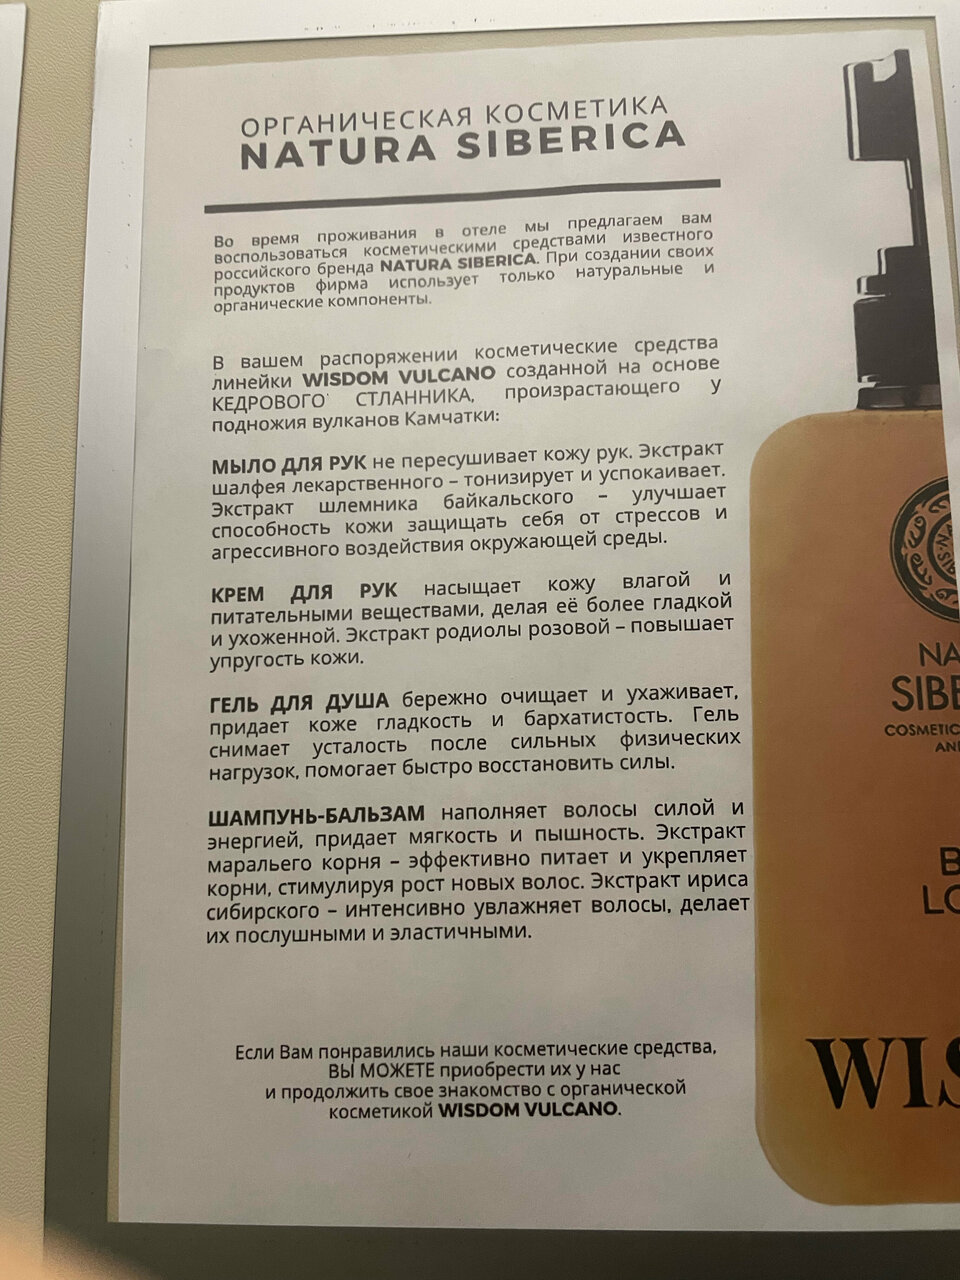 ОРГАНИЧЕСКАЯ КОСМЕТИКА
NATURA SIBERICA
Во время проживания в отеле мы предлагаем вам
воспользоваться косметическими средствами известного
российского бренда NATURA SIBERICA. При создании своих
продуктов фирма использует только натуральные и
органические компоненты.
В вашем распоряжении косметические средства
линейки WISDOM VULCANO созданной на основе
КЕДРОВОГО СТЛАННИКА, произрастающего у
подножия вулканов Камчатки:
МЫЛО ДЛЯ РУК не пересушивает кожу рук. Экстракт
шалфея лекарственного – тонизирует и успокаивает.
Экстракт шлемника байкальского – улучшает
способность кожи защищать себя от стрессов и
агрессивного воздействия окружающей среды.
КРЕМ ДЛЯ РУК насыщает кожу влагой и
питательными веществами, делая её более гладкой
и ухоженной. Экстракт родиолы розовой – повышает
упругость кожи.
ГЕЛЬ ДЛЯ ДУША бережно очищает и ухаживает,
придает коже гладкость и бархатистость. Гель
снимает усталость после сильных физических
нагрузок, помогает быстро восстановить силы.
ШАМПУНЬ-БАЛЬЗАМ наполняет волосы силой и
энергией, придает мягкость и пышность. Экстракт
маральего корня – эффективно питает и укрепляет
корни, стимулируя рост новых волос. Экстракт ириса
сибирского – интенсивно увлажняет волосы, делает
их послушными и эластичными.
Если Вам понравились наши косметические средства,
ВЫ МОЖЕТЕ приобрести их у нас
и продолжить свое знакомство с органической
косметикой WISDOM VULCANO.
NA
SIBE
COSMETIC
AN
B
LO
WIS